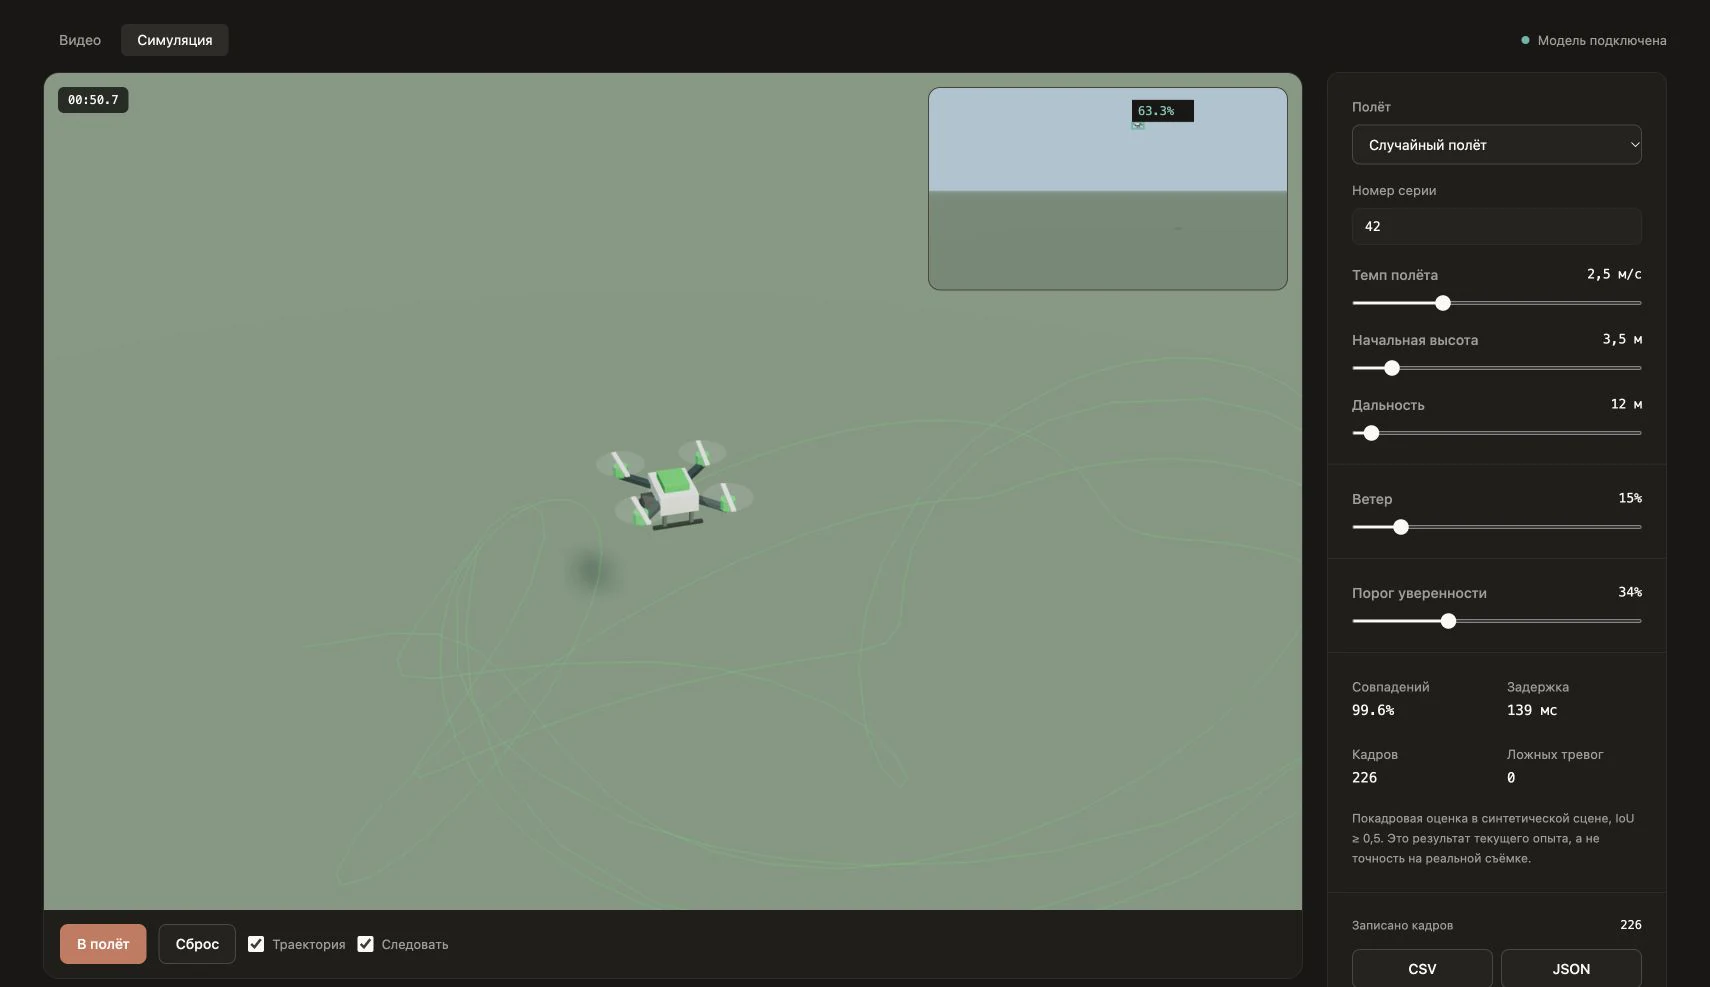 Видео
Симуляция
Модель подключена
00:50.7
63.3%
Полёт
Случайный полёт
Номер серии
42
Темп полёта 2,5 м/с
Начальная высота 3,5 м
Дальность 12 м
Ветер 15%
Порог уверенности 34%
Совпадений Задержка
99.6% 139 мс
Кадров Ложных тревог
226 0
Покадровая оценка в синтетической сцене, IoU
≥ 0,5. Это результат текущего опыта, а не
точность на реальной съёмке.
Записано кадров 226
CSV JSON
В полёт Сброс Траектория Следовать